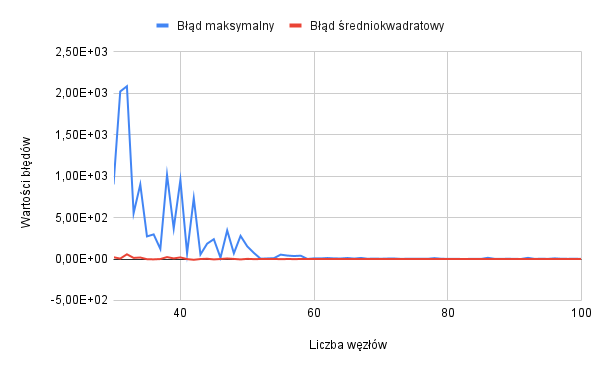 Błąd maksymalny Błąd średniokwadratowy
2,50E+03
2,00E+03
1,50E+03
1,00E+03
5,00E+02
0,00E+00
-5,00E+02
Wartości błędów
40 60 80 100
Liczba węzłów